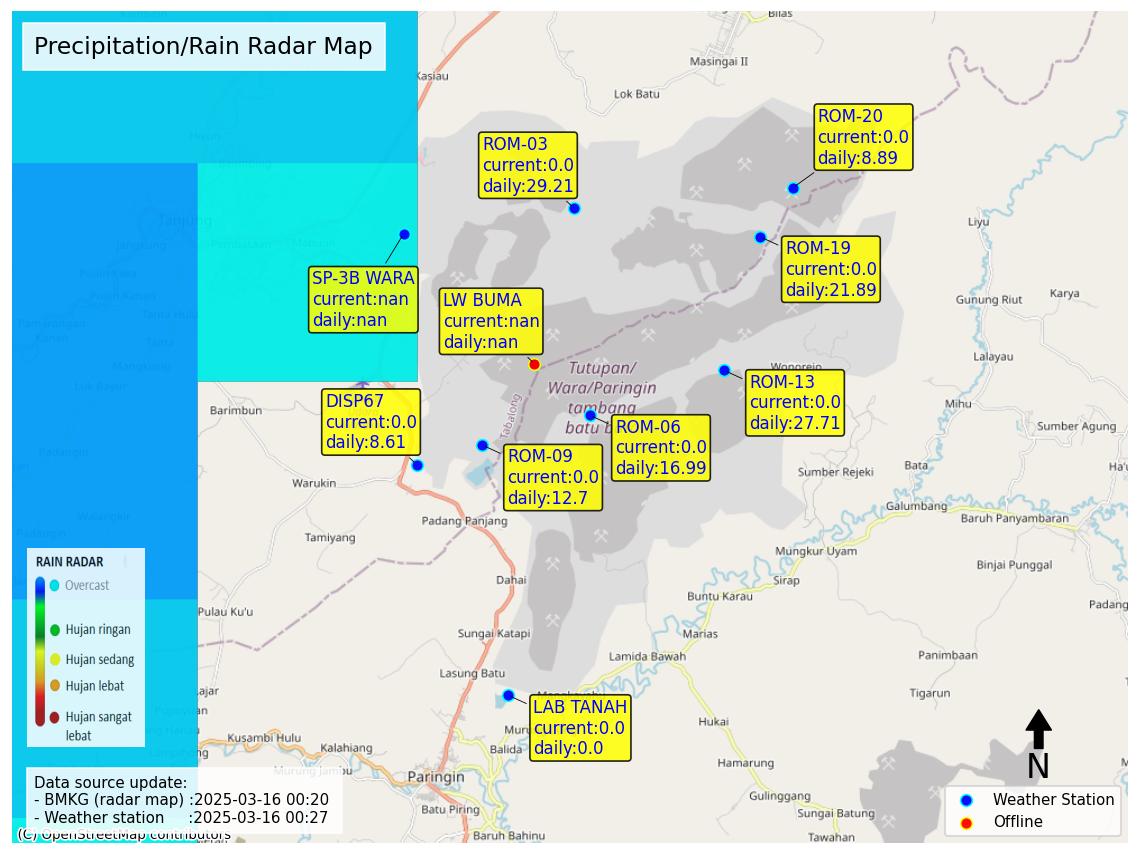 Precipitation/Rain Radar Map
Bilas
Masingai II
Kasiau
Lok Batu
ROM-20
current:0.0
daily:8.89
ROM-03
current:0.0
daily:29.21
Tanjung
Liyu
ROM-19
current:0.0
daily:21.89
SP-3B WARA
current:nan
daily:nan
LW BUMA
current:nan
daily:nan
Gunung Riut
Karya
Lalayau
Wonorejo
Tutupan/
Wara/Paringin
tambang
batu b
ROM-13
current:0.0
daily:27.71
DISP67
current:0.0
daily:8.61
Barimbun
Tabalong
Mihu
ROM-06
current:0.0
daily:16.99
Sumber Agung
ROM-09
current:0.0
daily:12.7
Bata
Sumber Rejeki
Warukin
Galumbang
Baruh Panyambaran
Padang Panjang
Tamiyang
Mungkur Uyam
Binjai Punggal
Dahai
Sirap
Buntu Karau
Padang
Pulau Ku'u
Sungai Katapi
Marias
Lamida Bawah
Panimbaan
Lasung Batu
Tigarun
RAIN RADAR
Overcast
Hujan ringan
Hujan sedang
Hujan lebat
Hujan sangat
lebat
LAB TANAH
current:0.0
daily:0.0
Hukai
Kusambi Hulu
Kalahiang
Balida
Murung Jambu
Hamarung
Paringin
N
Gulinggang
Batu Piring
Sungai Batung
Baruh Bahinu
Tawahan
Data source update:
- BMKG (radar map) :2025-03-16 00:20
- Weather station :2025-03-16 00:27
(C) OpenStreetMap contributors
Weather Station
Offline